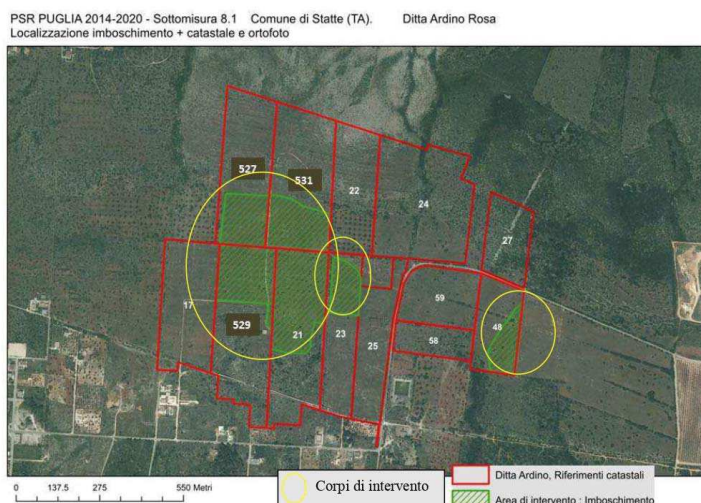 PSR PUGLIA 2014-2020 - Sottomisura 8.1 Comune di Statte (TA). Ditta Ardino Rosa
Localizzazione imboschimento + catastale e ortofoto
527
531
22
24
27
17
529
21
23
25
59
58
48
0 137.5 275 550 Metri
Corpi di intervento
Ditta Ardino, Riferimenti catastali
Area di intervento : Imboschimento